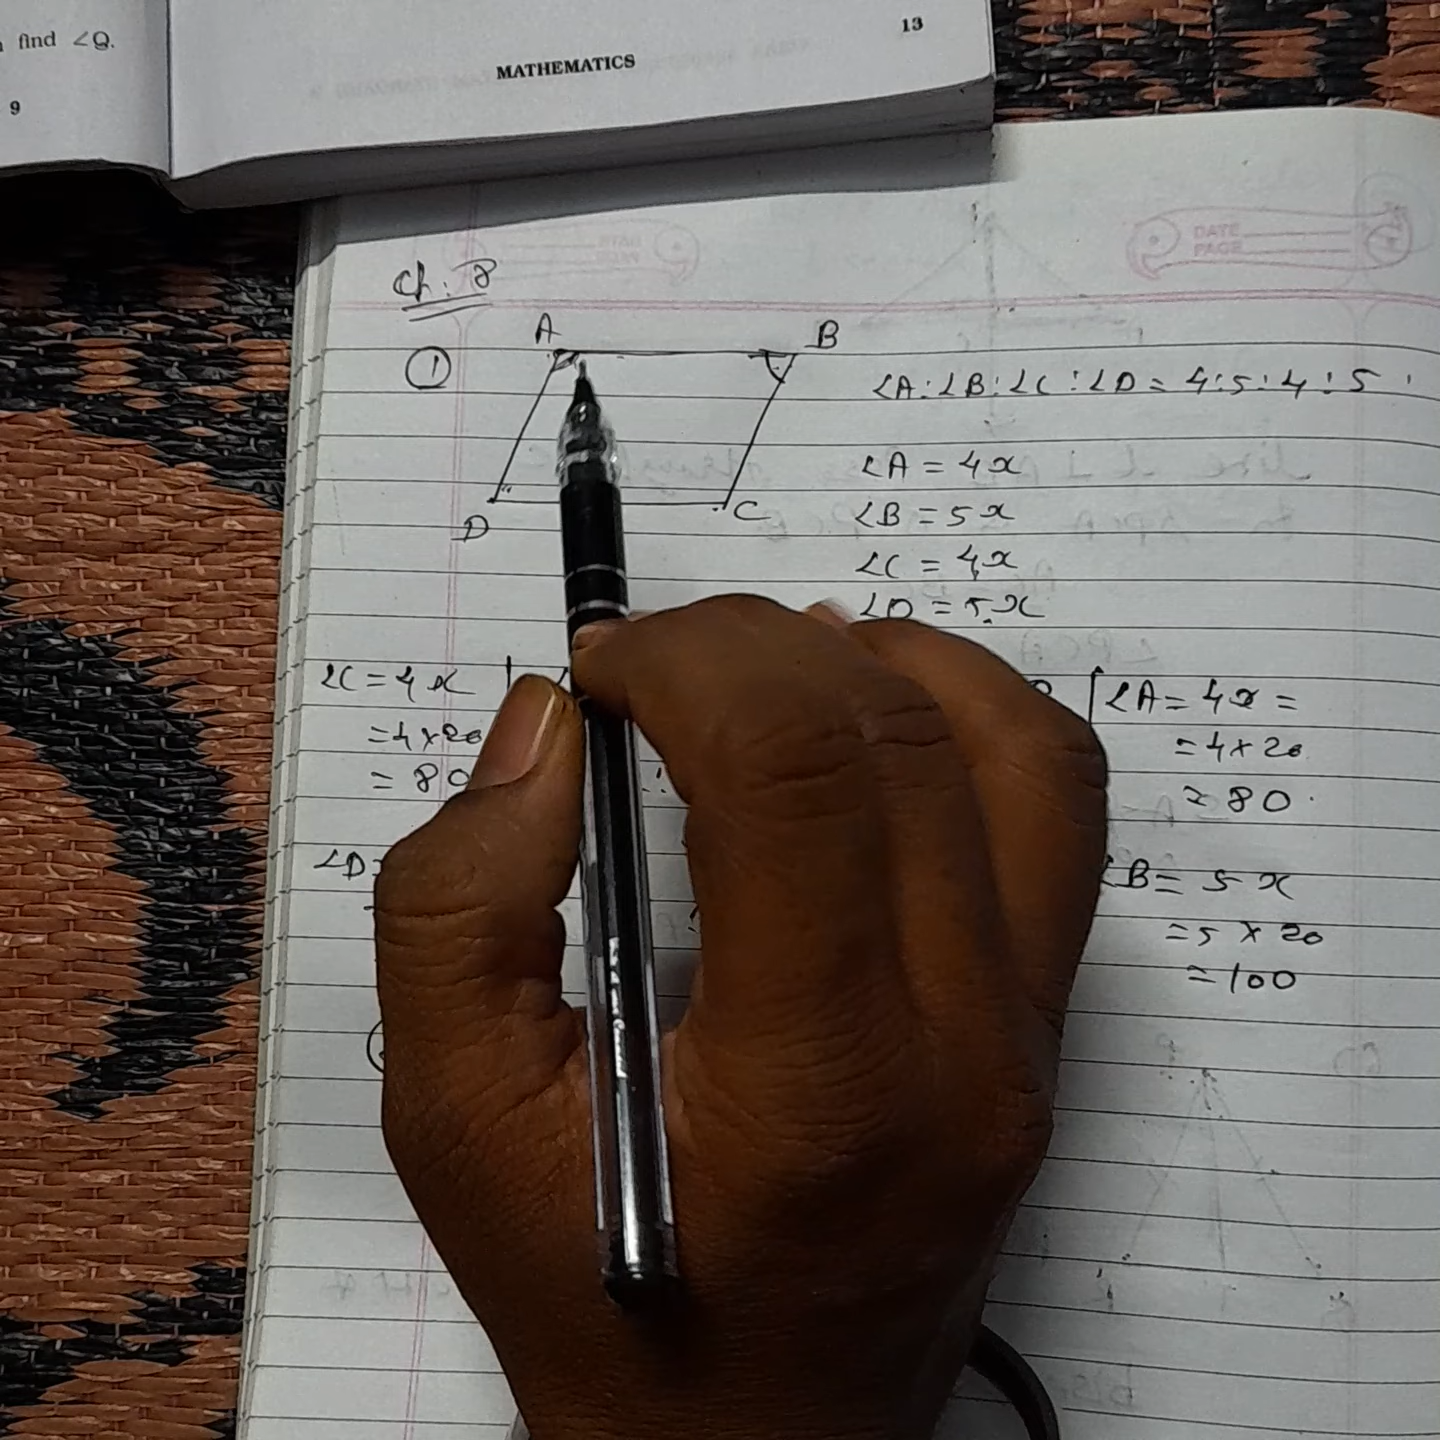 find ∠Q.
9
13
MATHEMATICS
DATE
PAGE
Ch. 8
1
A
B
D
C
∠A:∠B:∠C:∠D = 4:5:4:5
∠A = 4x
∠B = 5x
∠C = 4x
∠D = 5x
∠C = 4x
= 4 × 20
= 80
∠D
∠A = 4x =
= 4 × 20
= 80
∠B = 5x
= 5 × 20
= 100